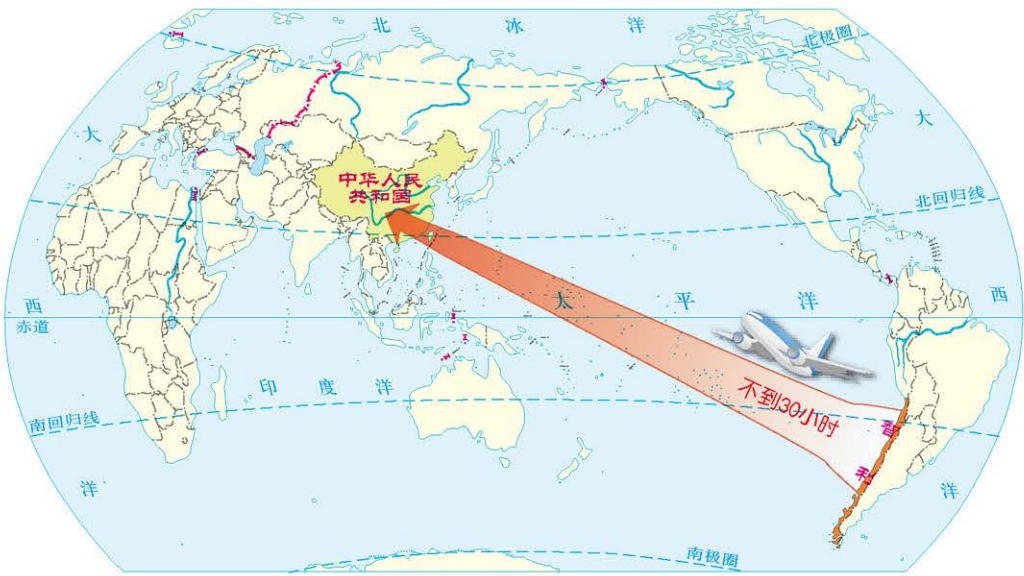 北 冰 洋
北极圈
大
大
中华人民
共和国
北回归线
西
赤道
太 平 洋
西
印 度 洋
不到30小时
南回归线
智
利
洋
洋
南极圈